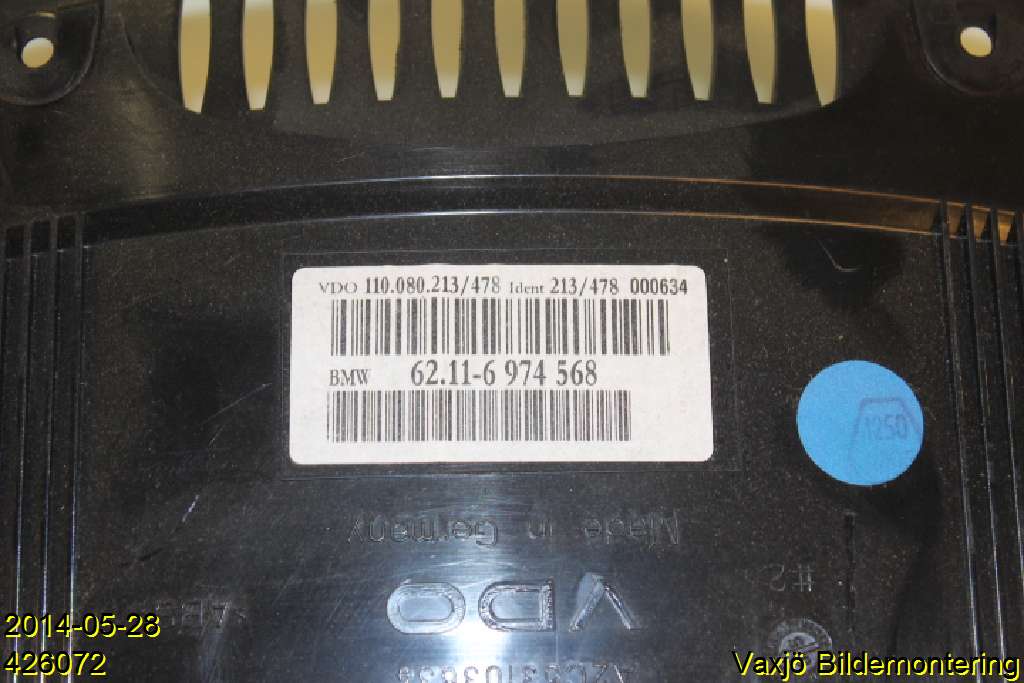 VDO 110.080.213/478 Ident 213/478 000634
BMW 62.11-6 974 568
1250
Made in Germany
VDO
#2
2014-05-28
426072
Vaxjö Bildemontering